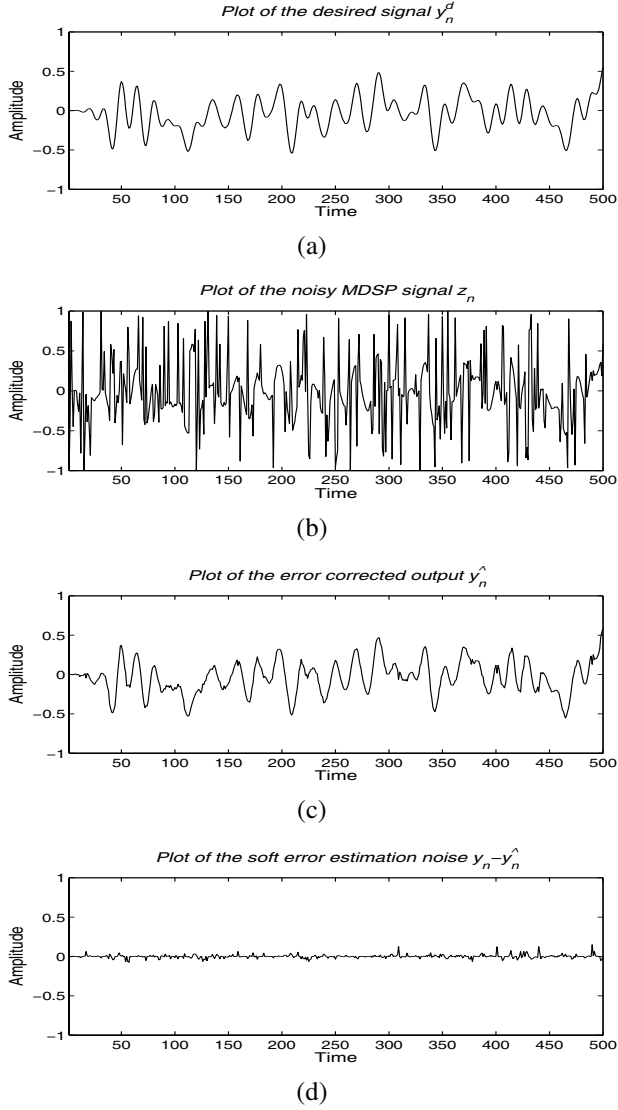 Plot of the desired signal y_n^d
1
0.5
0
−0.5
−1
Amplitude
50 100 150 200 250 300 350 400 450 500
Time
(a)
Plot of the noisy MDSP signal z_n
1
0.5
0
−0.5
−1
Amplitude
50 100 150 200 250 300 350 400 450 500
Time
(b)
Plot of the error corrected output y_n^^
1
0.5
0
−0.5
−1
Amplitude
50 100 150 200 250 300 350 400 450 500
Time
(c)
Plot of the soft error estimation noise y_n−y_n^^
1
0.5
0
−0.5
−1
Amplitude
50 100 150 200 250 300 350 400 450 500
Time
(d)